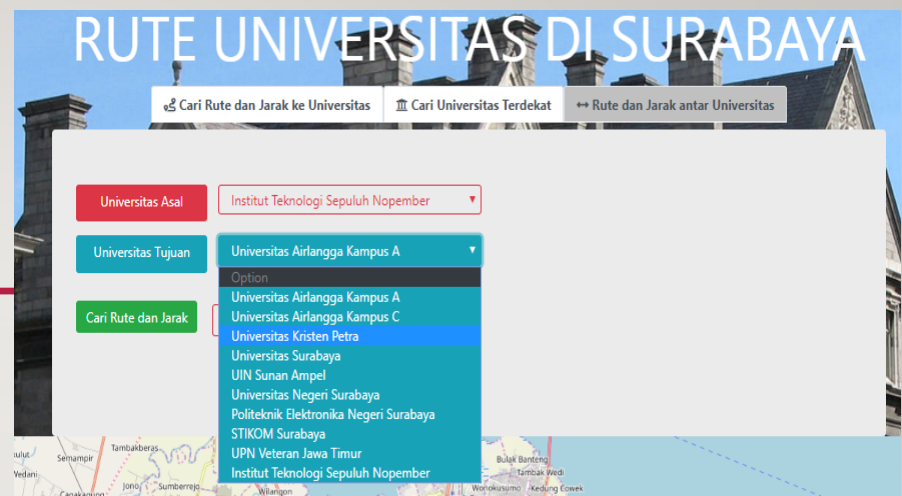 RUTE UNIVERSITAS DI SURABAYA
Cari Rute dan Jarak ke Universitas
Cari Universitas Terdekat
Rute dan Jarak antar Universitas
Universitas Asal
Institut Teknologi Sepuluh Nopember
Universitas Tujuan
Universitas Airlangga Kampus A
Option
Universitas Airlangga Kampus A
Universitas Airlangga Kampus C
Cari Rute dan Jarak
Universitas Kristen Petra
Universitas Surabaya
UIN Sunan Ampel
Universitas Negeri Surabaya
Politeknik Elektronika Negeri Surabaya
STIKOM Surabaya
UPN Veteran Jawa Timur
Institut Teknologi Sepuluh Nopember
Tambakberas
Semampir
Yedani
Jono
Sumberrejo
Wilangon
Bulak Banteng
Tambak Wedi
Wonokusumo
Kedung Cowek